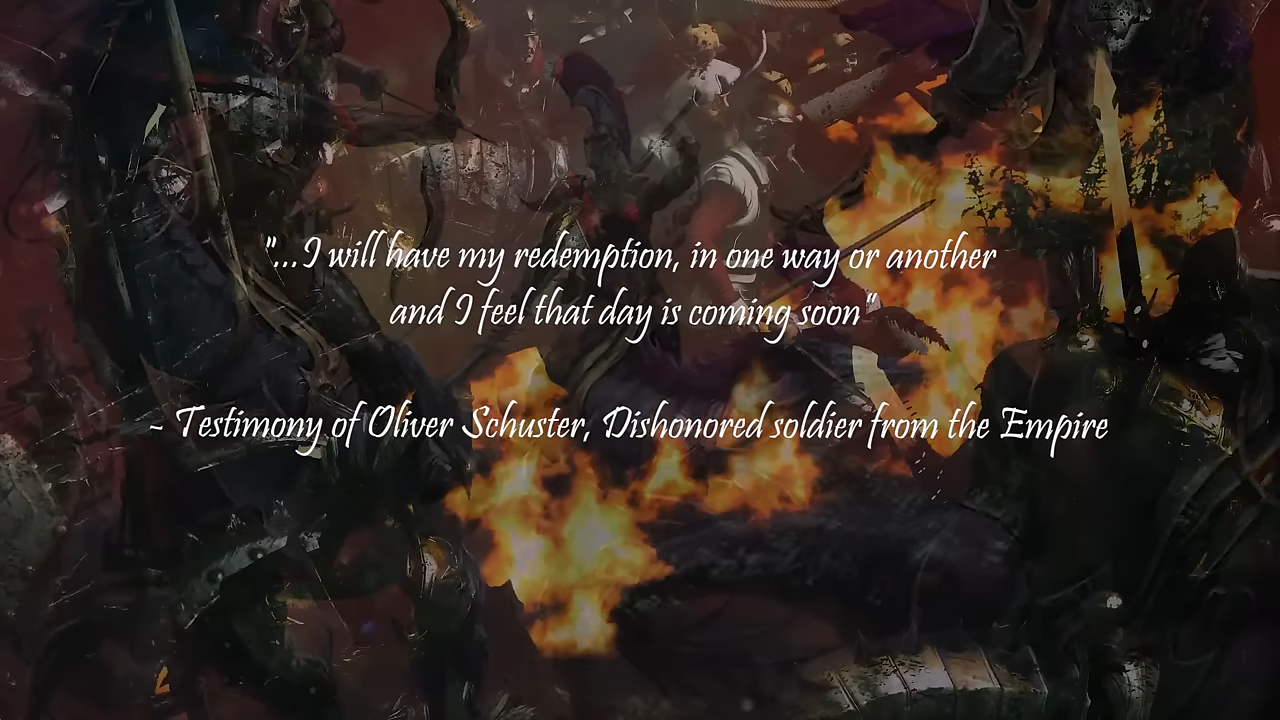 "...I will have my redemption, in one way or another
and I feel that day is coming soon"
~ Testimony of Oliver Schuster, Dishonored soldier from the Empire